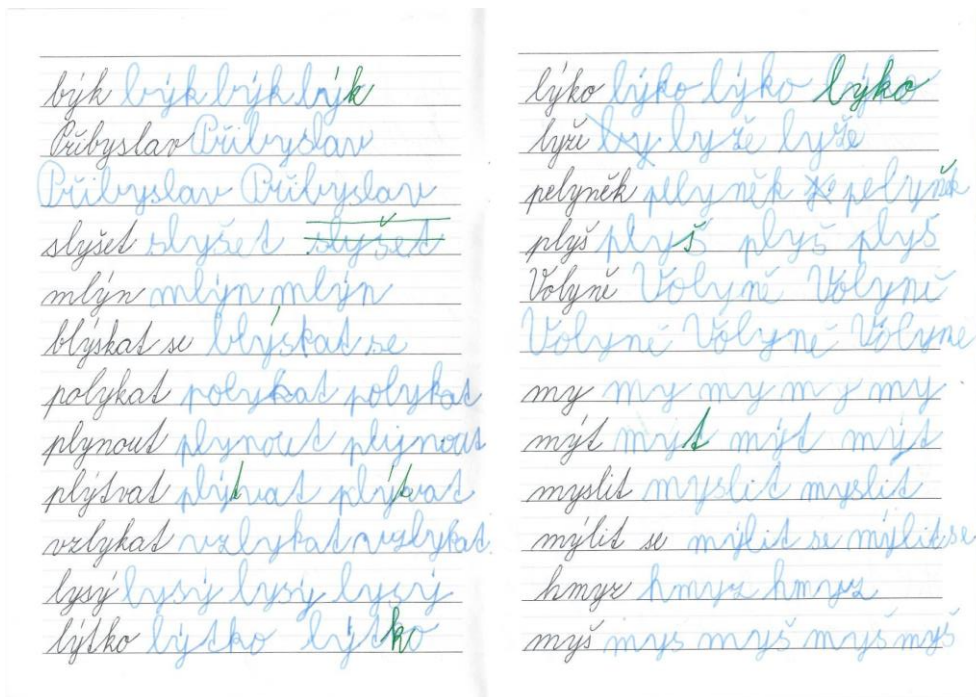 býk býk býk býk
Přibyslav Přibyslav
Přibyslav Přibyslav
slyšet slyšet slyšet
mlýn mlýn, mlýn
blýskat se blýskat se
polykat polykat polykat
plynout plynout plynout
plýtvat plýtvat plýtvat
vzlykat vzlykat vzlykat
lysý lysý lysý lysý
lýtko lýtko lýtko
lýko lýko lýko lýko
lyže ly lyže lyže
pelyněk pelyněk pelyněk
plyš plyš plyš plyš
Volyně Volyně Volyně
Volyně Volyně Volyně
my my my my my
mýt mýt mýt mýt
myslit myslit myslit
mýlit se mýlit se mýlit se
hmyz hmyz hmyz
myš mys myš myš myš